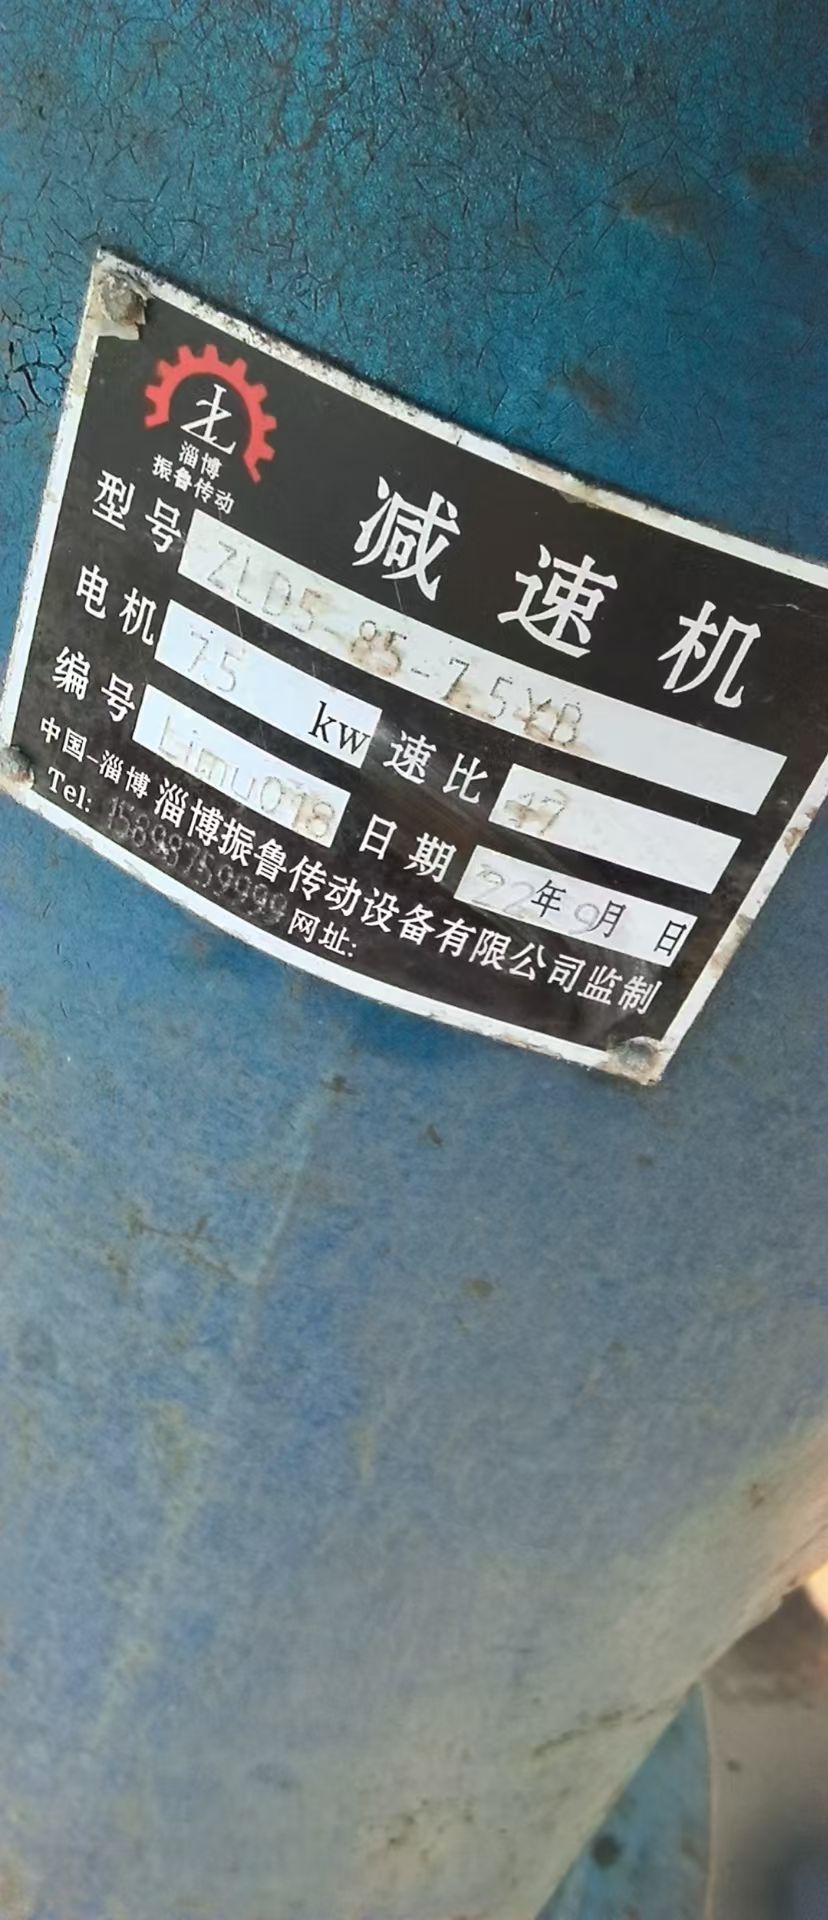 ZL
淄博
振鲁传动
减速机
型号 ZLD5-85-7.5YB
电机 7.5 kw 速比 47
编号 Limu018 日期 22年9月 日
中国-淄博 淄博振鲁传动设备有限公司监制
Tel: 15898759999 网址: